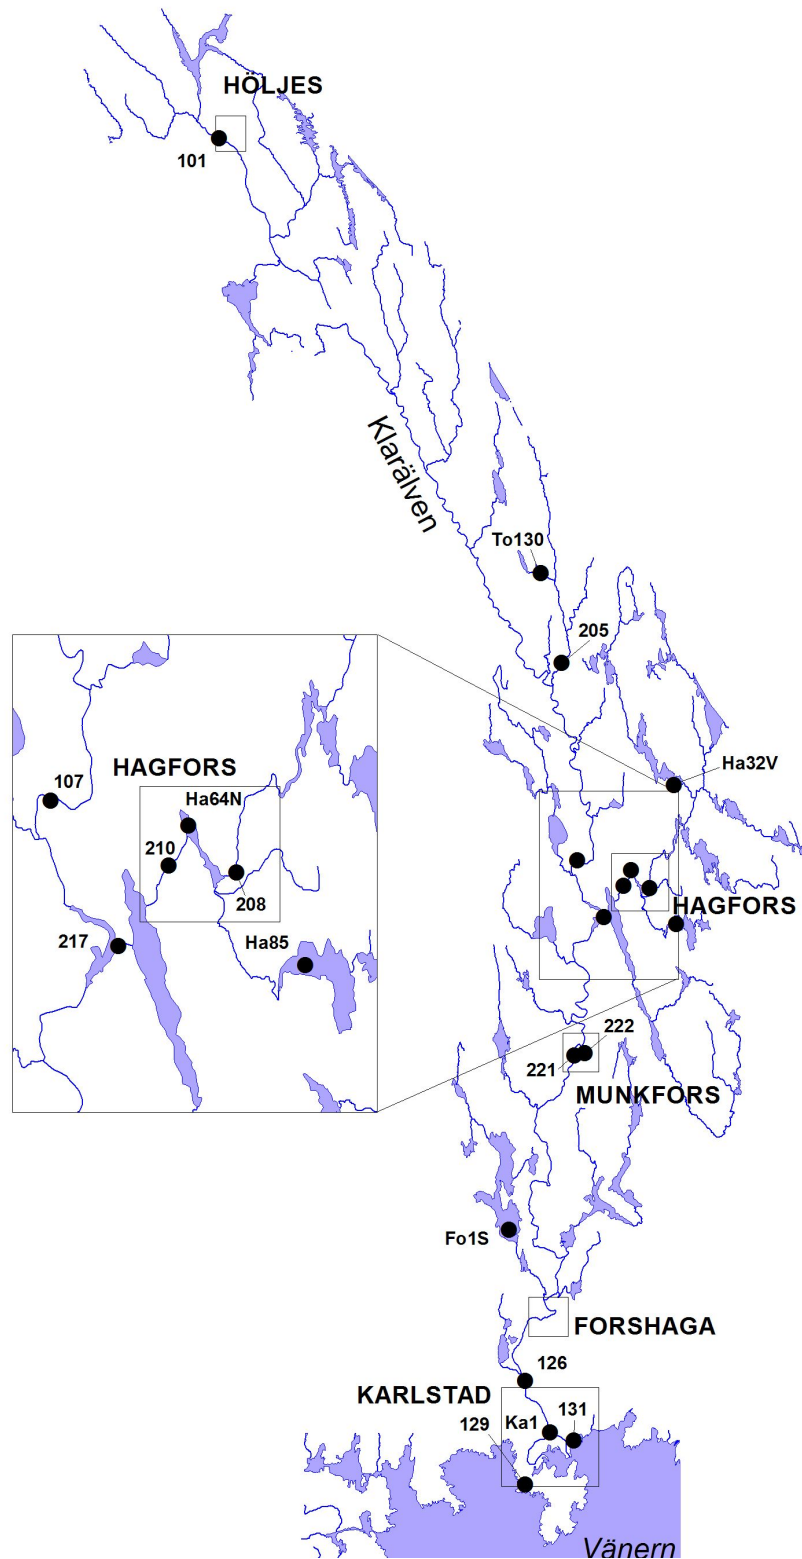 HÖLJES
101
Klarälven
To130
205
Ha32V
HAGFORS
107
Ha64N
210
208
217
Ha85
HAGFORS
222
221
MUNKFORS
Fo1S
FORSHAGA
126
KARLSTAD
Ka1
131
129
Vänern